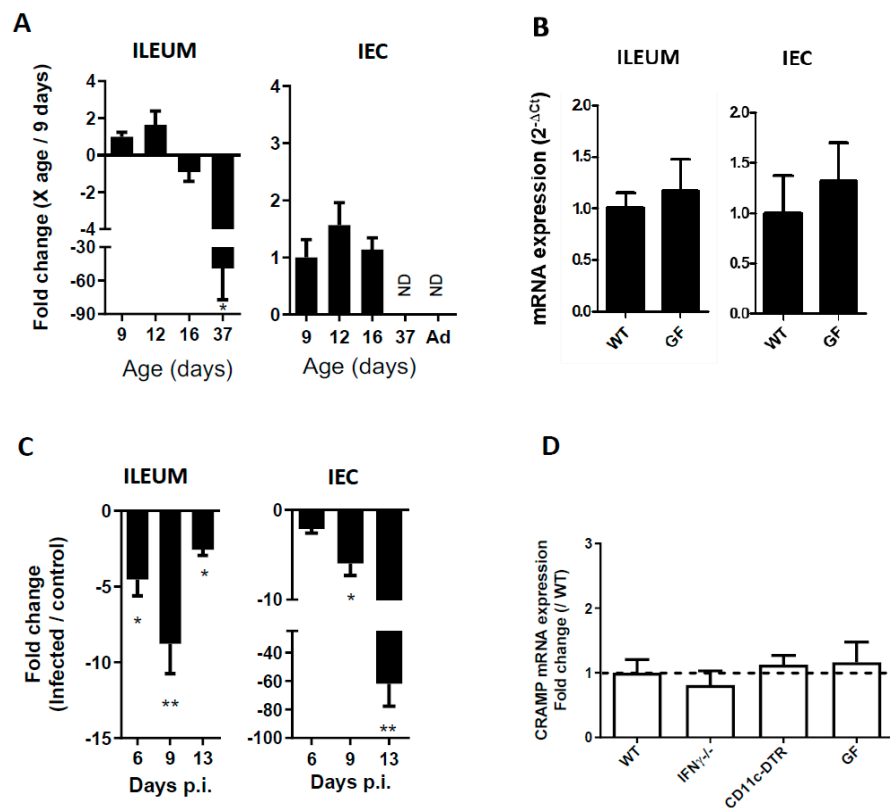 A
ILEUM
IEC
Fold change (X age / 9 days)
4
2
0
-2
-4
-30
-60
-90
*
9 12 16 37
Age (days)
4
3
2
1
0
ND
ND
9 12 16 37 Ad
Age (days)
B
ILEUM
IEC
mRNA expression (2-ΔCt)
2.0
1.5
1.0
0.5
0.0
WT
GF
2.0
1.5
1.0
0.5
0.0
WT
GF
C
ILEUM
IEC
Fold change
(Infected / control)
0
-5
-10
-15
*
**
*
6 9 13
Days p.i.
0
-10
-20
-40
-60
-80
-100
*
**
6 9 13
Days p.i.
D
CRAMP mRNA expression
Fold change (/ WT)
3
2
1
0
WT
IFNγ-/-
CD11c-DTR
GF